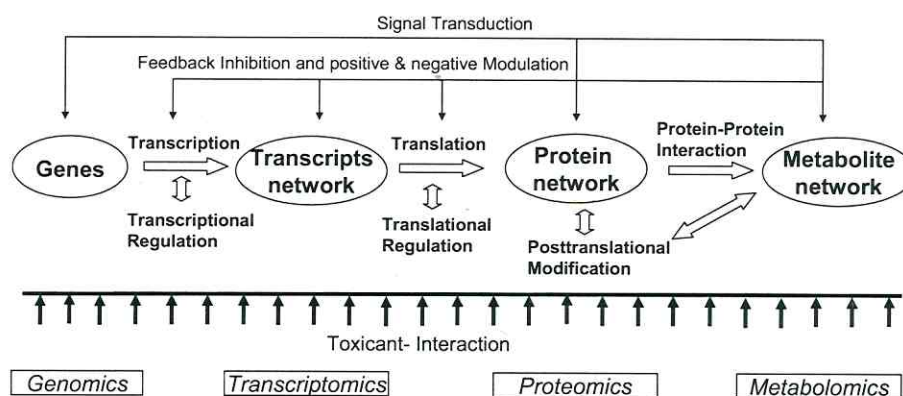 Signal Transduction
Feedback Inhibition and positive & negative Modulation
Transcription
Translation
Protein-Protein
Interaction
Genes
Transcripts
network
Protein
network
Metabolite
network
Transcriptional
Regulation
Translational
Regulation
Posttranslational
Modification
Toxicant- Interaction
Genomics
Transcriptomics
Proteomics
Metabolomics